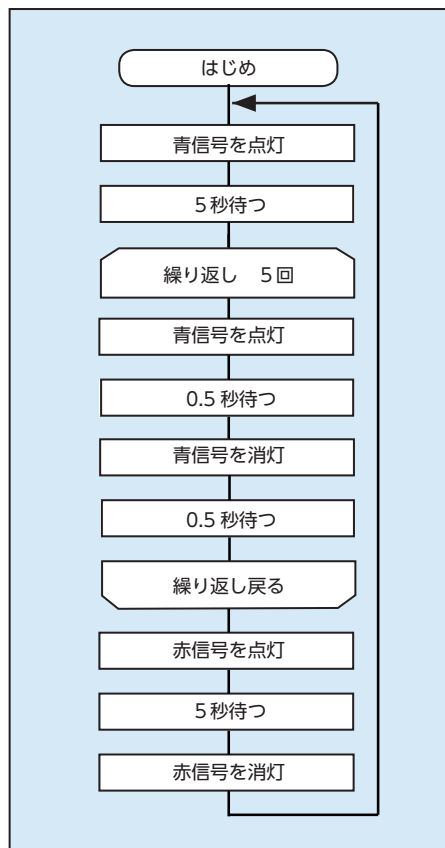 はじめ
青信号を点灯
５秒待つ
繰り返し　５回
青信号を点灯
0.5 秒待つ
青信号を消灯
0.5 秒待つ
繰り返し戻る
赤信号を点灯
５秒待つ
赤信号を消灯